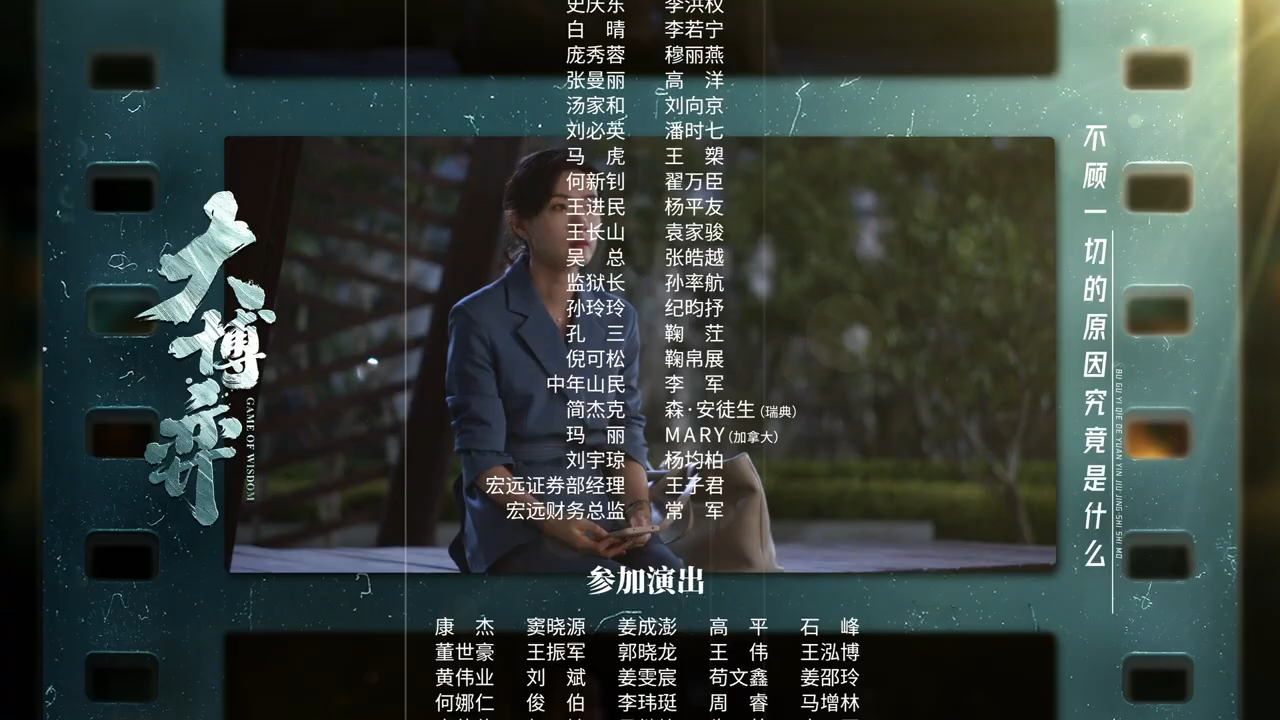 史庆东 李洪权
白 晴 李若宁
庞秀蓉 穆丽燕
张曼丽 高 洋
汤家和 刘向京
刘必英 潘时七
马 虎 王 槊
何新钊 翟万臣
王进民 杨平友
王长山 袁家骏
吴 总 张皓越
监狱长 孙率航
孙玲玲 纪昀抒
孔 三 鞠 茳
倪可松 鞠帛展
中年山民 李 军
简杰克 森·安徒生(瑞典)
玛 丽 MARY(加拿大)
刘宇琼 杨均柏
宏远证券部经理 王子君
宏远财务总监 常 军
参加演出
康 杰 窦晓源 姜成澎 高 平 石 峰
董世豪 王振军 郭晓龙 王 伟 王泓博
黄伟业 刘 斌 姜雯宸 苟文鑫 姜邵玲
何娜仁 俊 伯 李玮珽 周 睿 马增林
大博弈
GAME OF WISDOM
不顾一切的原因究竟是什么
BU GU YI QIE DE YUAN YIN JIU JING SHI SHI MO